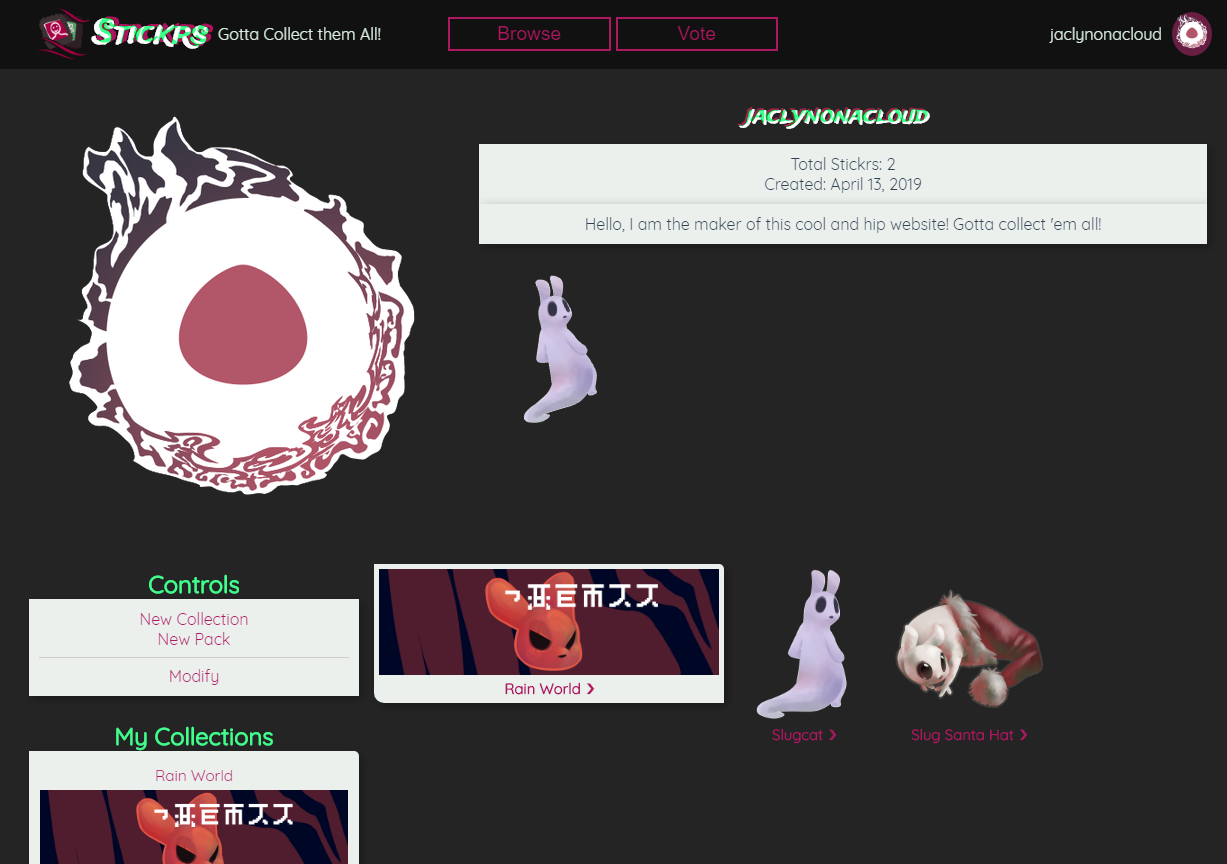 Stickrs Gotta Collect them All! Browse Vote jaclynonacloud
jaclynonacloud
Total Stickrs: 2
Created: April 13, 2019
Hello, I am the maker of this cool and hip website! Gotta collect 'em all!
Controls
New Collection
New Pack
Modify
Rain World ❯
Slugcat ❯
Slug Santa Hat ❯
My Collections
Rain World